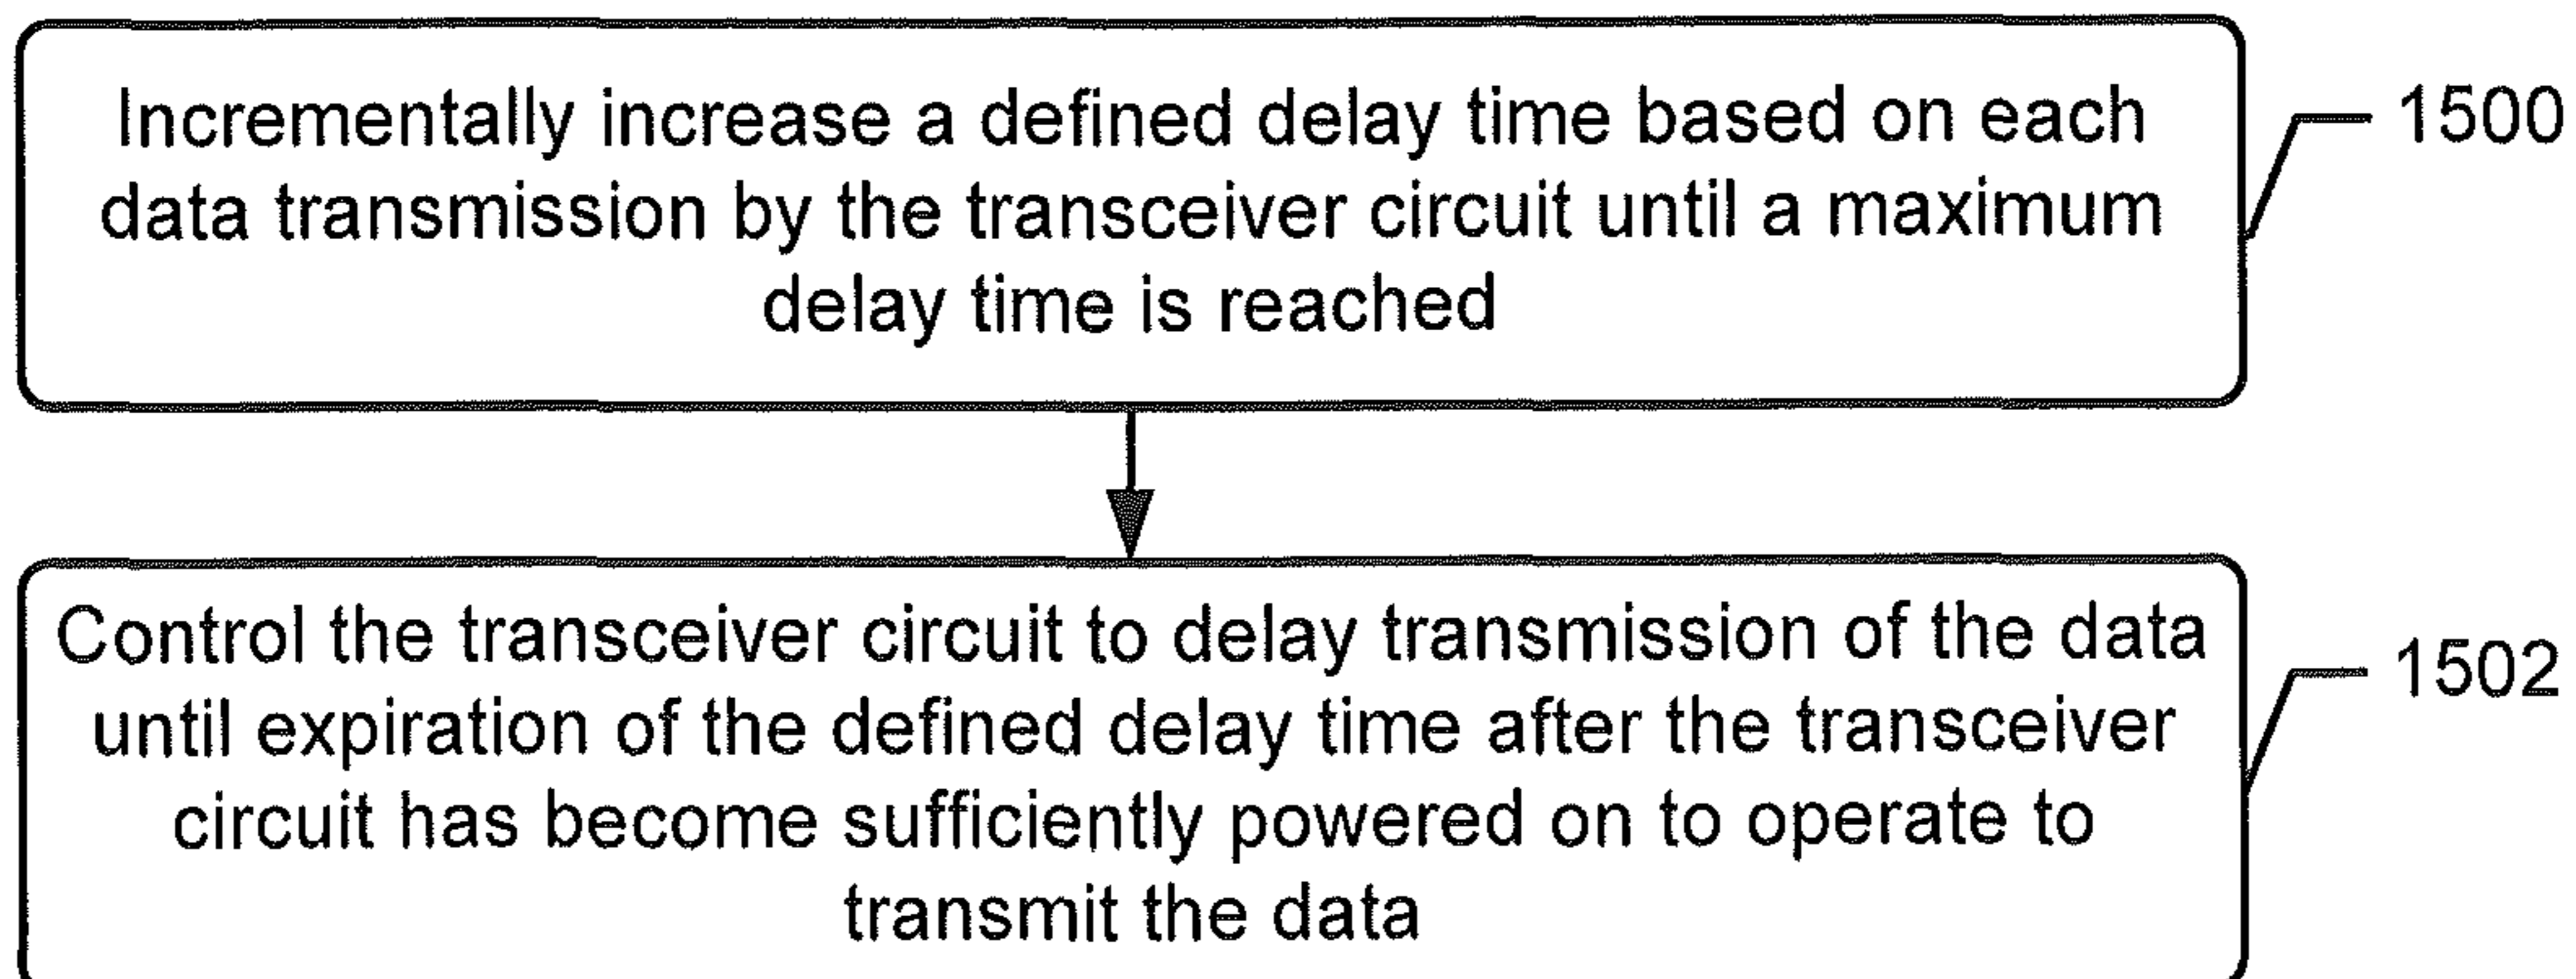 Incrementally increase a defined delay time based on each
data transmission by the transceiver circuit until a maximum
delay time is reached
1500
Control the transceiver circuit to delay transmission of the data
until expiration of the defined delay time after the transceiver
circuit has become sufficiently powered on to operate to
transmit the data
1502